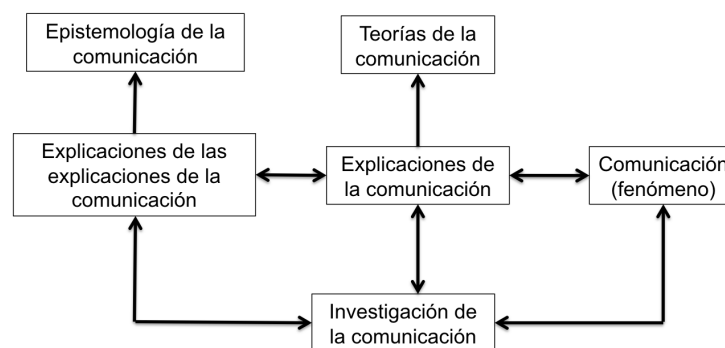 Epistemología de la
comunicación
Teorías de la
comunicación
Explicaciones de las
explicaciones de la
comunicación
Explicaciones de
la comunicación
Comunicación
(fenómeno)
Investigación de
la comunicación